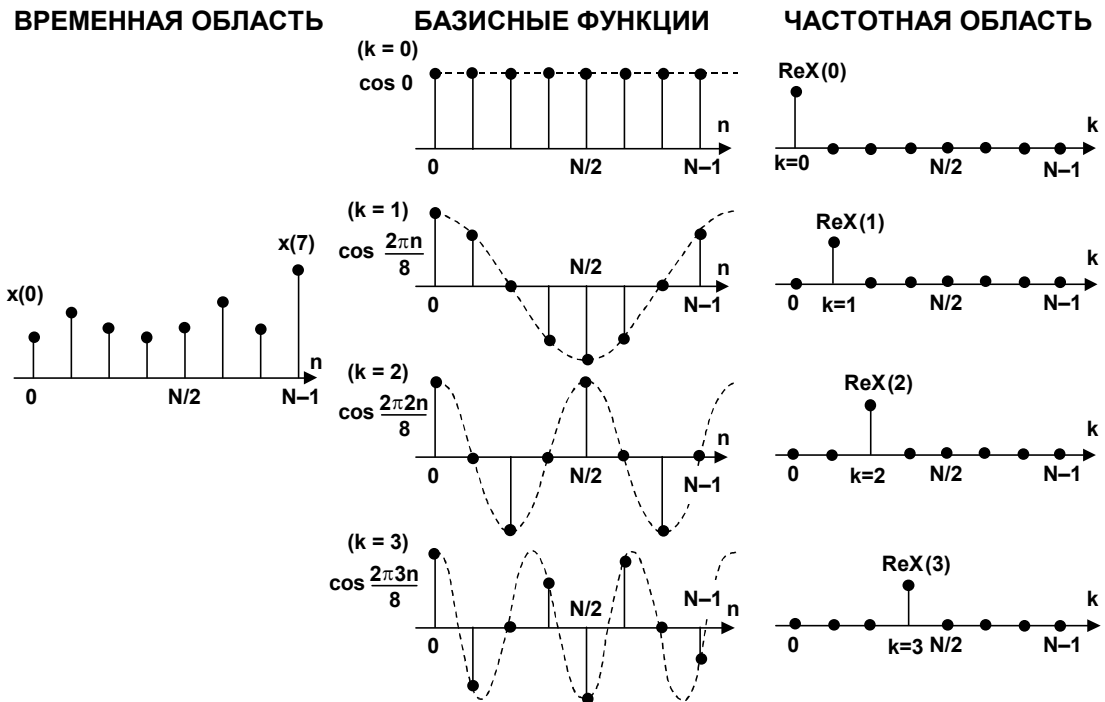 ВРЕМЕННАЯ ОБЛАСТЬ
БАЗИСНЫЕ ФУНКЦИИ
ЧАСТОТНАЯ ОБЛАСТЬ
x(0)
x(7)
n
0
N/2
N–1
(k = 0)
cos 0
n
0
N/2
N–1
ReX(0)
k
k=0
N/2
N–1
(k = 1)
cos 2πn/8
N/2
n
0
N–1
ReX(1)
k
0
k=1
N/2
N–1
(k = 2)
cos 2π2n/8
n
0
N/2
N–1
ReX(2)
k
0
k=2
N/2
N–1
(k = 3)
cos 2π3n/8
N/2
N–1
n
0
ReX(3)
k
0
k=3
N/2
N–1